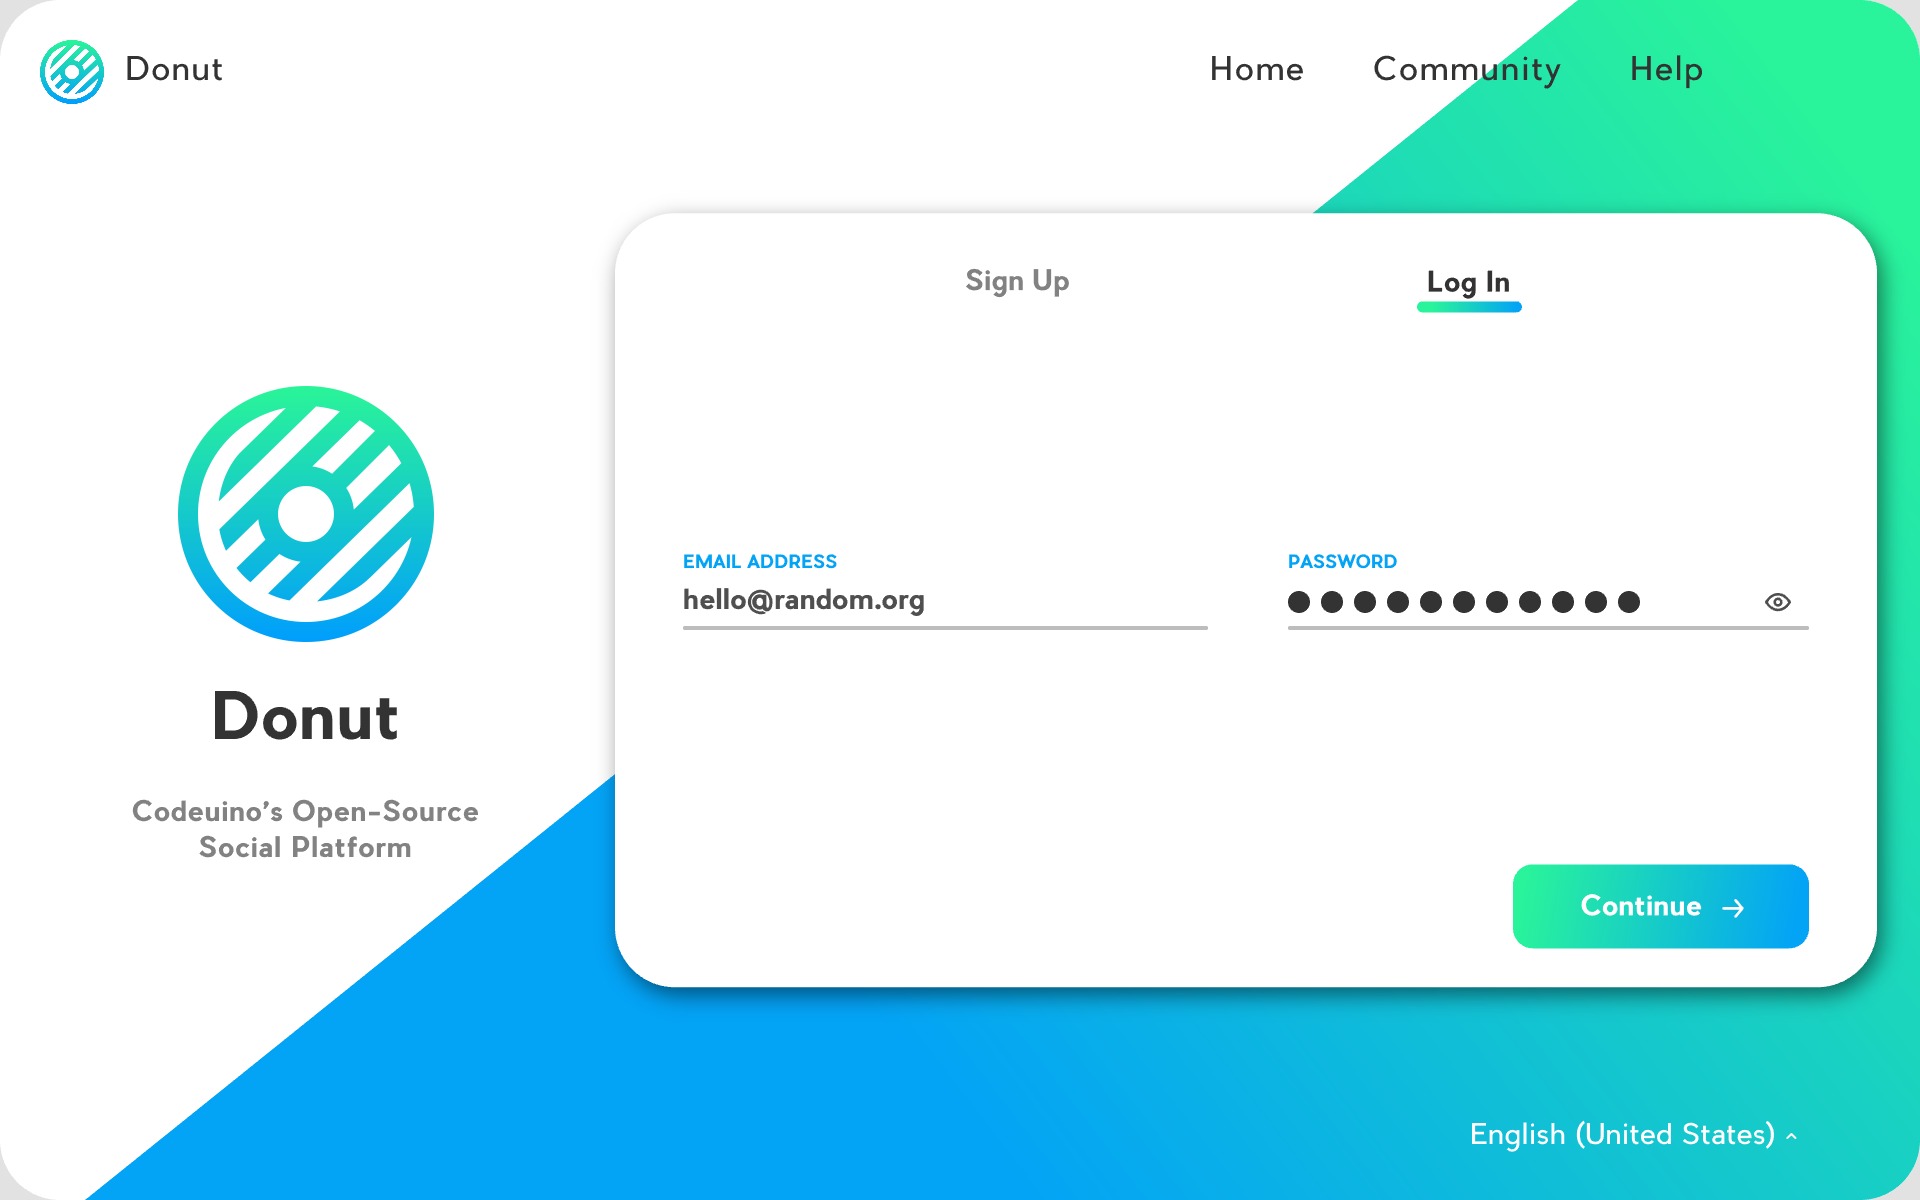 Donut
Home
Community
Help
Sign Up
Log In
EMAIL ADDRESS
hello@random.org
PASSWORD
Donut
Codeuino’s Open-Source
Social Platform
Continue
English (United States)